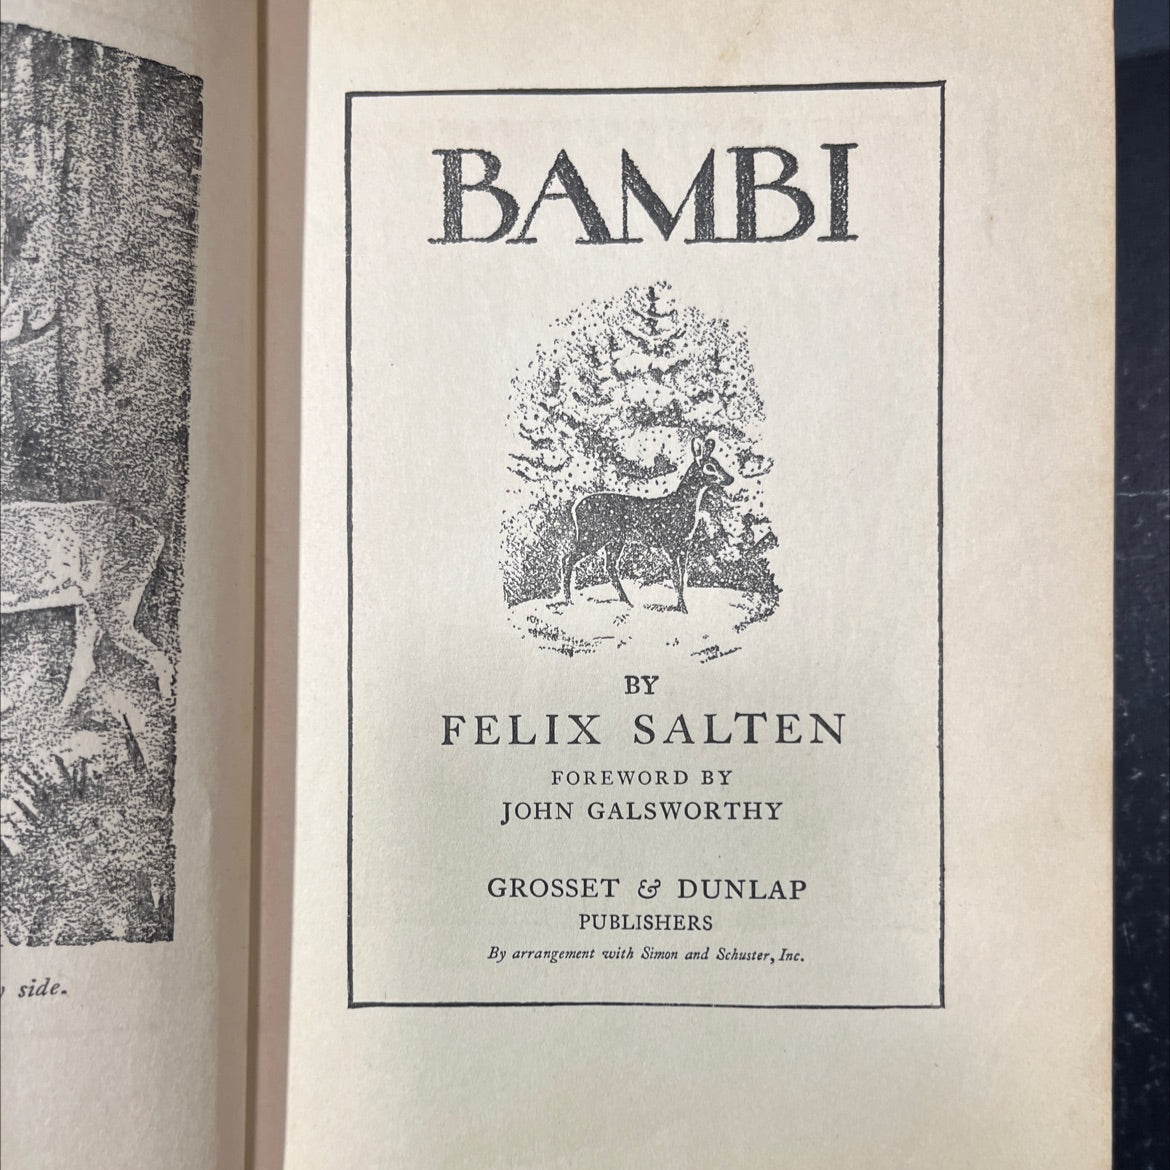 side.
BAMBI
BY
FELIX SALTEN
FOREWORD BY
JOHN GALSWORTHY
GROSSET & DUNLAP
PUBLISHERS
By arrangement with Simon and Schuster, Inc.